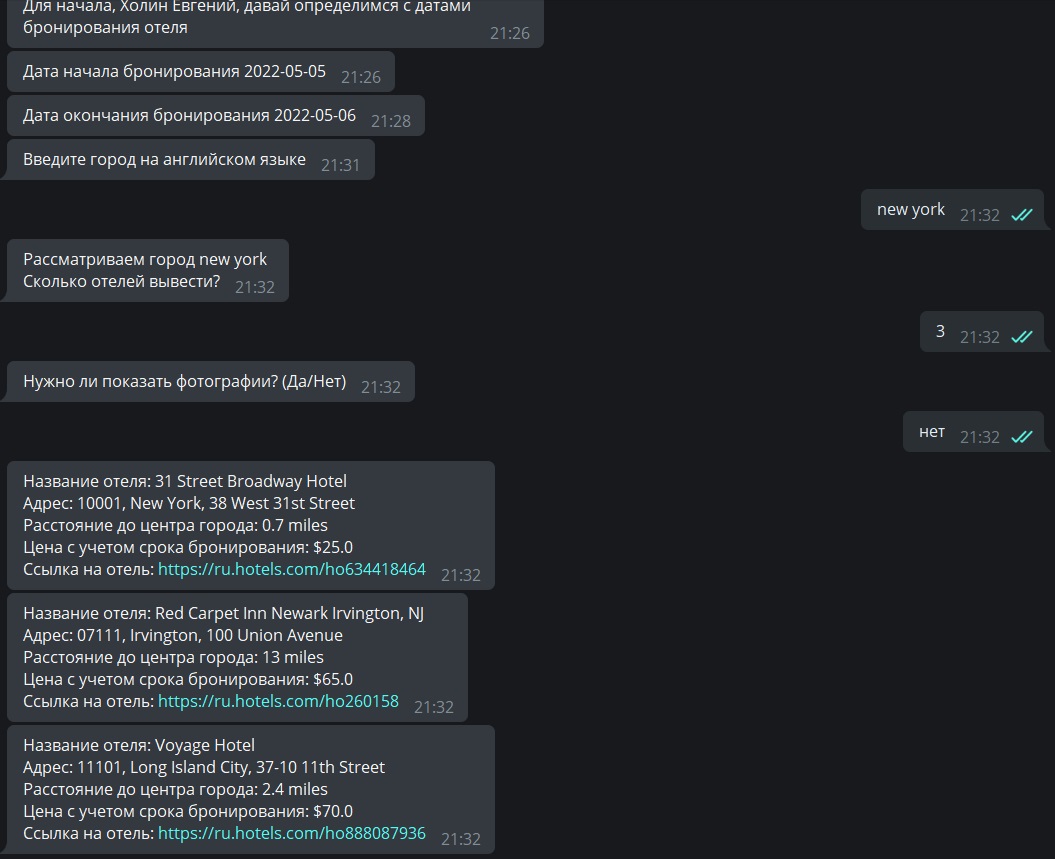 Для начала, Холин Евгений, давай определимся с датами
бронирования отеля
21:26
Дата начала бронирования 2022-05-05 21:26
Дата окончания бронирования 2022-05-06 21:28
Введите город на английском языке 21:31
new york 21:32
Рассматриваем город new york
Сколько отелей вывести? 21:32
3 21:32
Нужно ли показать фотографии? (Да/Нет) 21:32
нет 21:32
Название отеля: 31 Street Broadway Hotel
Адрес: 10001, New York, 38 West 31st Street
Расстояние до центра города: 0.7 miles
Цена с учетом срока бронирования: $25.0
Ссылка на отель: https://ru.hotels.com/ho634418464 21:32
Название отеля: Red Carpet Inn Newark Irvington, NJ
Адрес: 07111, Irvington, 100 Union Avenue
Расстояние до центра города: 13 miles
Цена с учетом срока бронирования: $65.0
Ссылка на отель: https://ru.hotels.com/ho260158 21:32
Название отеля: Voyage Hotel
Адрес: 11101, Long Island City, 37-10 11th Street
Расстояние до центра города: 2.4 miles
Цена с учетом срока бронирования: $70.0
Ссылка на отель: https://ru.hotels.com/ho888087936 21:32